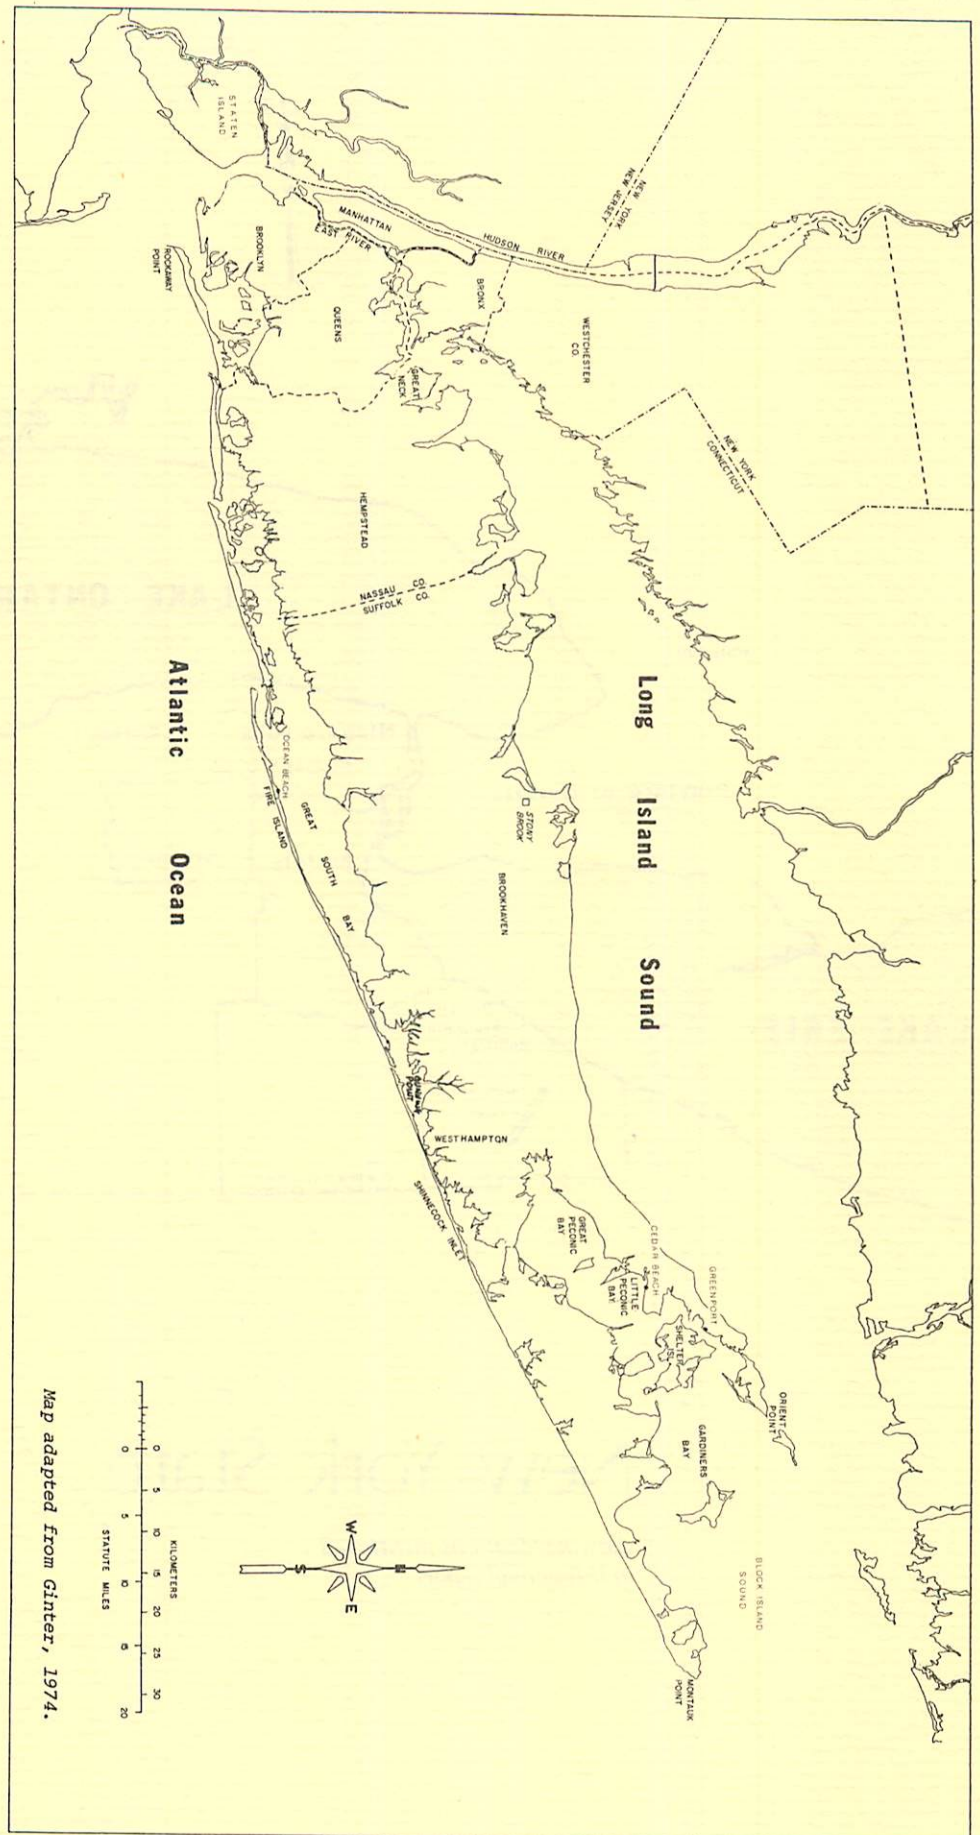 STATEN
ISLAND
NEW YORK
NEW JERSEY
HUDSON RIVER
MANHATTAN
EAST RIVER
BRONX
BROOKLYN
QUEENS
ROCKAWAY
POINT
WESTCHESTER
CO.
GREAT
NECK
NEW YORK
CONNECTICUT
HEMPSTEAD
NASSAU CO.
SUFFOLK CO.
Long Island Sound
Atlantic Ocean
OCEAN BEACH
FIRE ISLAND
GREAT SOUTH BAY
STONY
BROOK
BROOKHAVEN
POINT
WESTHAMPTON
SHINNECOCK INLET
GREAT
PECONIC
BAY
CEDAR BEACH
LITTLE
PECONIC
BAY
GREENPORT
SHELTER
ISL.
ORIENT
POINT
GARDINERS
BAY
BLOCK ISLAND
SOUND
MONTAUK
POINT
N
W
E
S
KILOMETERS
0 5 10 15 20 25 30
0 5 10 15 20
STATUTE MILES
Map adapted from Ginter, 1974.